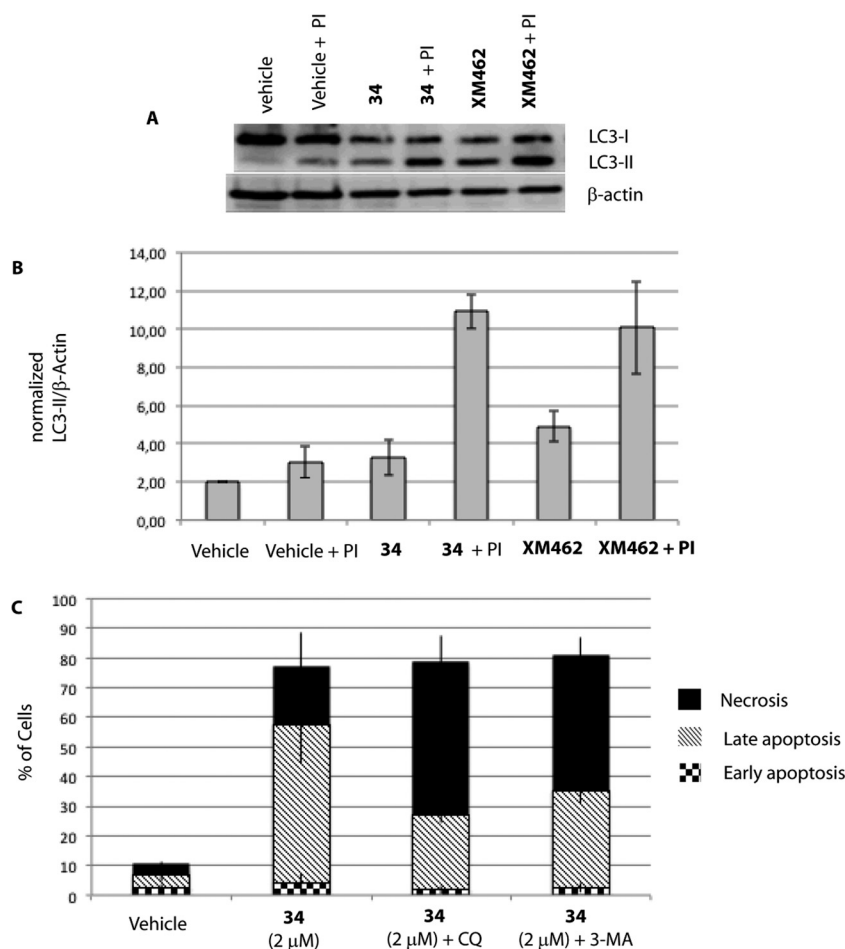 vehicle
Vehicle + PI
34
34 + PI
XM462
XM462 + PI
A
LC3-I
LC3-II
β-actin
B
normalized
LC3-II/β-Actin
14,00
12,00
10,00
8,00
6,00
4,00
2,00
0,00
Vehicle
Vehicle + PI
34
34 + PI
XM462
XM462 + PI
C
% of Cells
100
90
80
70
60
50
40
30
20
10
0
Necrosis
Late apoptosis
Early apoptosis
Vehicle
34
(2 μM)
34
(2 μM) + CQ
34
(2 μM) + 3-MA